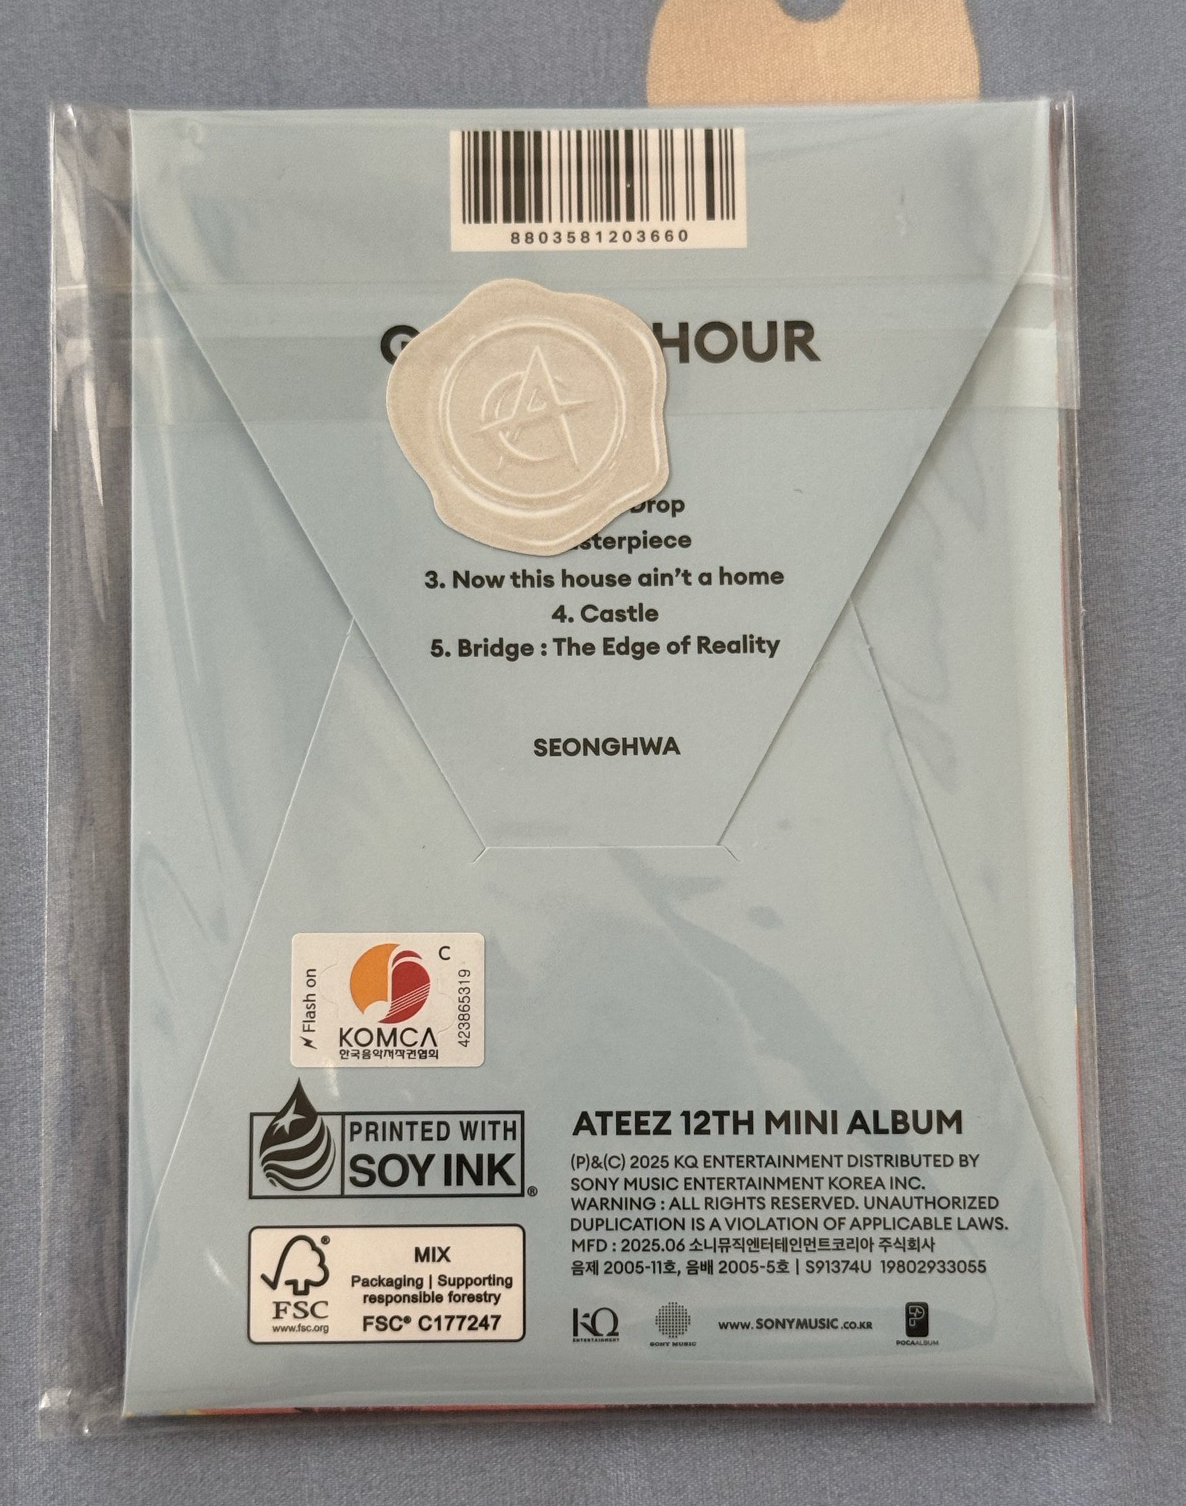 8803581203660
HOUR
Drop
3. Now this house ain't a home
4. Castle
5. Bridge : The Edge of Reality
SEONGHWA
Flash on
C
KOMCA
한국음악저작권협회
423865319
PRINTED WITH
SOY INK®
FSC®
www.fsc.org
MIX
Packaging | Supporting
responsible forestry
FSC® C177247
ATEEZ 12TH MINI ALBUM
(P)&(C) 2025 KQ ENTERTAINMENT DISTRIBUTED BY
SONY MUSIC ENTERTAINMENT KOREA INC.
WARNING : ALL RIGHTS RESERVED. UNAUTHORIZED
DUPLICATION IS A VIOLATION OF APPLICABLE LAWS.
MFD : 2025.06 소니뮤직엔터테인먼트코리아 주식회사
음제 2005-11호, 음배 2005-5호 | S91374U 19802933055
KQ
ENTERTAINMENT
SONY MUSIC
www.SONYMUSIC.co.kr
POCAALBUM